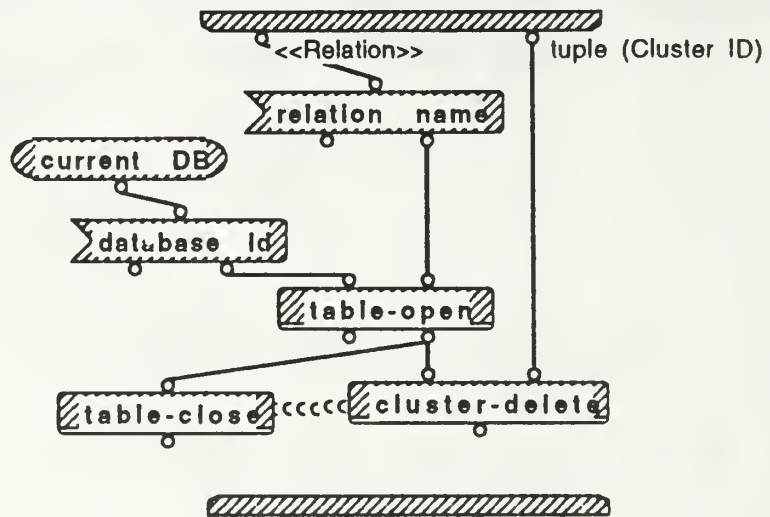 <<Relation>>
tuple (Cluster ID)
relation name
current DB
database id
table-open
table-close
cluster-delete